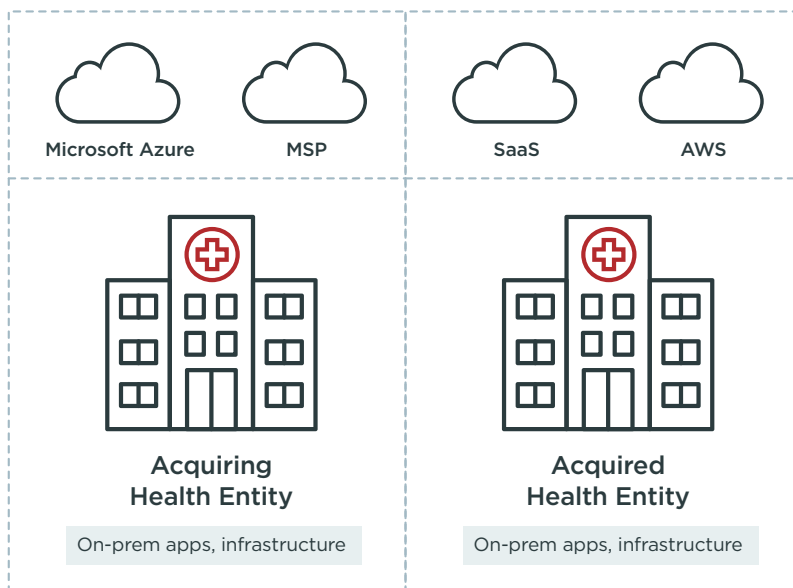 Microsoft Azure
MSP
SaaS
AWS
Acquiring
Health Entity
On-prem apps, infrastructure
Acquired
Health Entity
On-prem apps, infrastructure